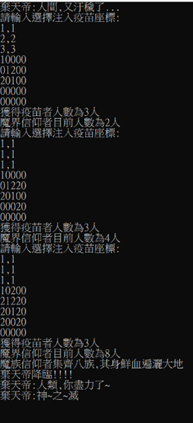 棄天帝:人間,又汙穢了...
請輸入選擇注入疫苗座標:
1,1
2,2
3,3
10000
01200
20100
00000
00000
獲得疫苗者人數為3人
魔界信仰者目前人數為2人
請輸入選擇注入疫苗座標:
1,1
1,1
1,1
10000
01220
20100
00020
00000
獲得疫苗者人數為3人
魔界信仰者目前人數為4人
請輸入選擇注入疫苗座標:
1,1
1,1
1,1
10200
21220
20120
20020
00000
獲得疫苗者人數為3人
魔界信仰者目前人數為8人
魔族信仰者集齊八族,其身鮮血遍灑大地
棄天帝降臨!!!!
棄天帝:人類,你盡力了~
棄天帝:神~之~滅